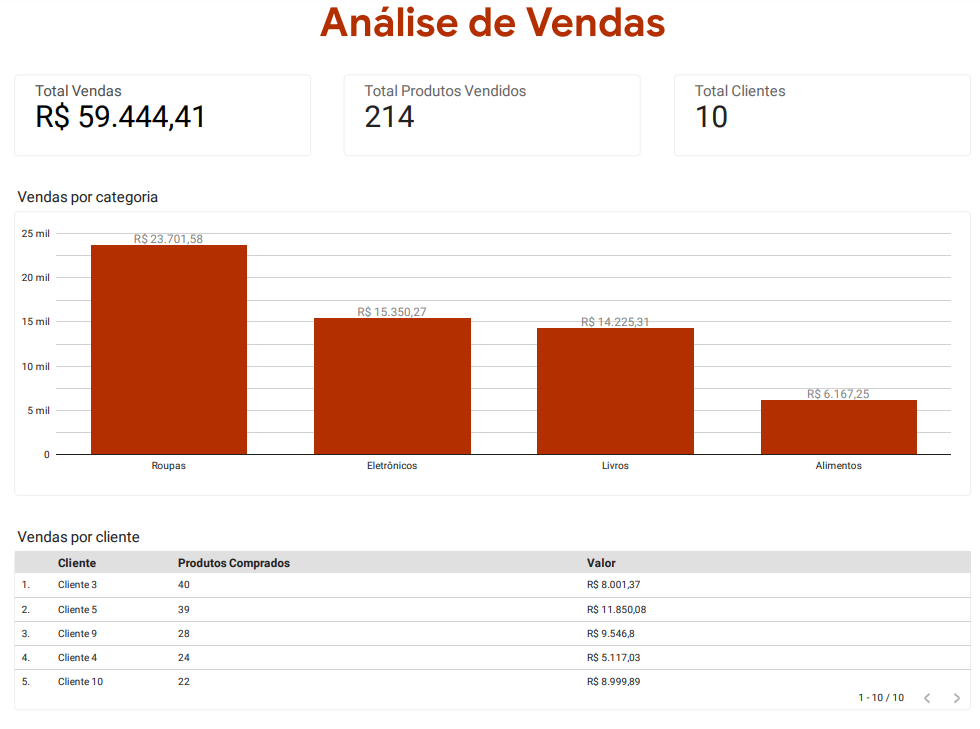 Análise de Vendas
Total Vendas
R$ 59.444,41
Total Produtos Vendidos
214
Total Clientes
10
Vendas por categoria
25 mil
20 mil
15 mil
10 mil
5 mil
0
R$ 23.701,58
R$ 15.350,27
R$ 14.225,31
R$ 6.167,25
Roupas
Eletrônicos
Livros
Alimentos
Vendas por cliente
Cliente Produtos Comprados Valor
1. Cliente 3 40 R$ 8.001,37
2. Cliente 5 39 R$ 11.850,08
3. Cliente 9 28 R$ 9.546,8
4. Cliente 4 24 R$ 5.117,03
5. Cliente 10 22 R$ 8.999,89
1 - 10 / 10